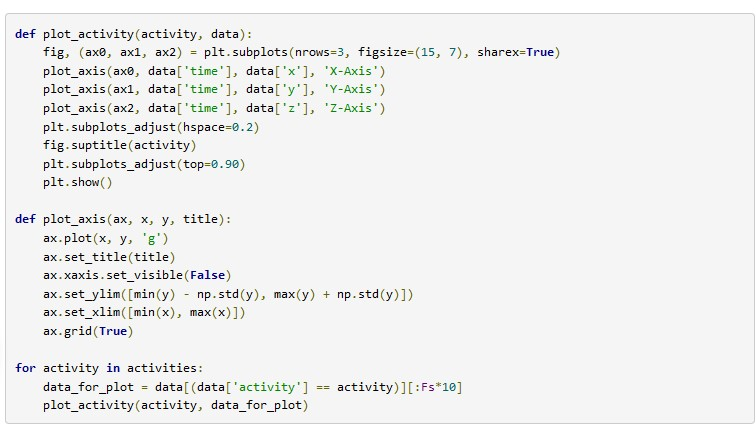 def plot_activity(activity, data):
    fig, (ax0, ax1, ax2) = plt.subplots(nrows=3, figsize=(15, 7), sharex=True)
    plot_axis(ax0, data['time'], data['x'], 'X-Axis')
    plot_axis(ax1, data['time'], data['y'], 'Y-Axis')
    plot_axis(ax2, data['time'], data['z'], 'Z-Axis')
    plt.subplots_adjust(hspace=0.2)
    fig.suptitle(activity)
    plt.subplots_adjust(top=0.90)
    plt.show()

def plot_axis(ax, x, y, title):
    ax.plot(x, y, 'g')
    ax.set_title(title)
    ax.xaxis.set_visible(False)
    ax.set_ylim([min(y) - np.std(y), max(y) + np.std(y)])
    ax.set_xlim([min(x), max(x)])
    ax.grid(True)

for activity in activities:
    data_for_plot = data[(data['activity'] == activity)][:Fs*10]
    plot_activity(activity, data_for_plot)